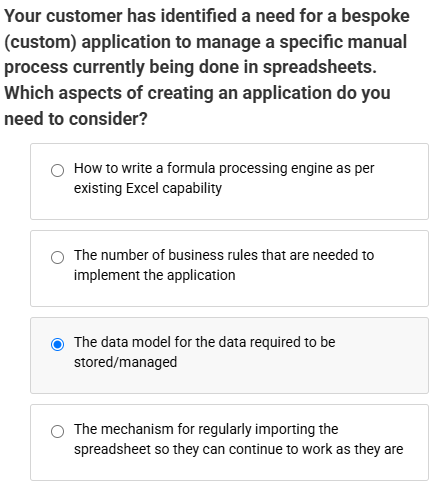 Your customer has identified a need for a bespoke
(custom) application to manage a specific manual
process currently being done in spreadsheets.
Which aspects of creating an application do you
need to consider?
How to write a formula processing engine as per
existing Excel capability
The number of business rules that are needed to
implement the application
The data model for the data required to be
stored/managed
The mechanism for regularly importing the
spreadsheet so they can continue to work as they are